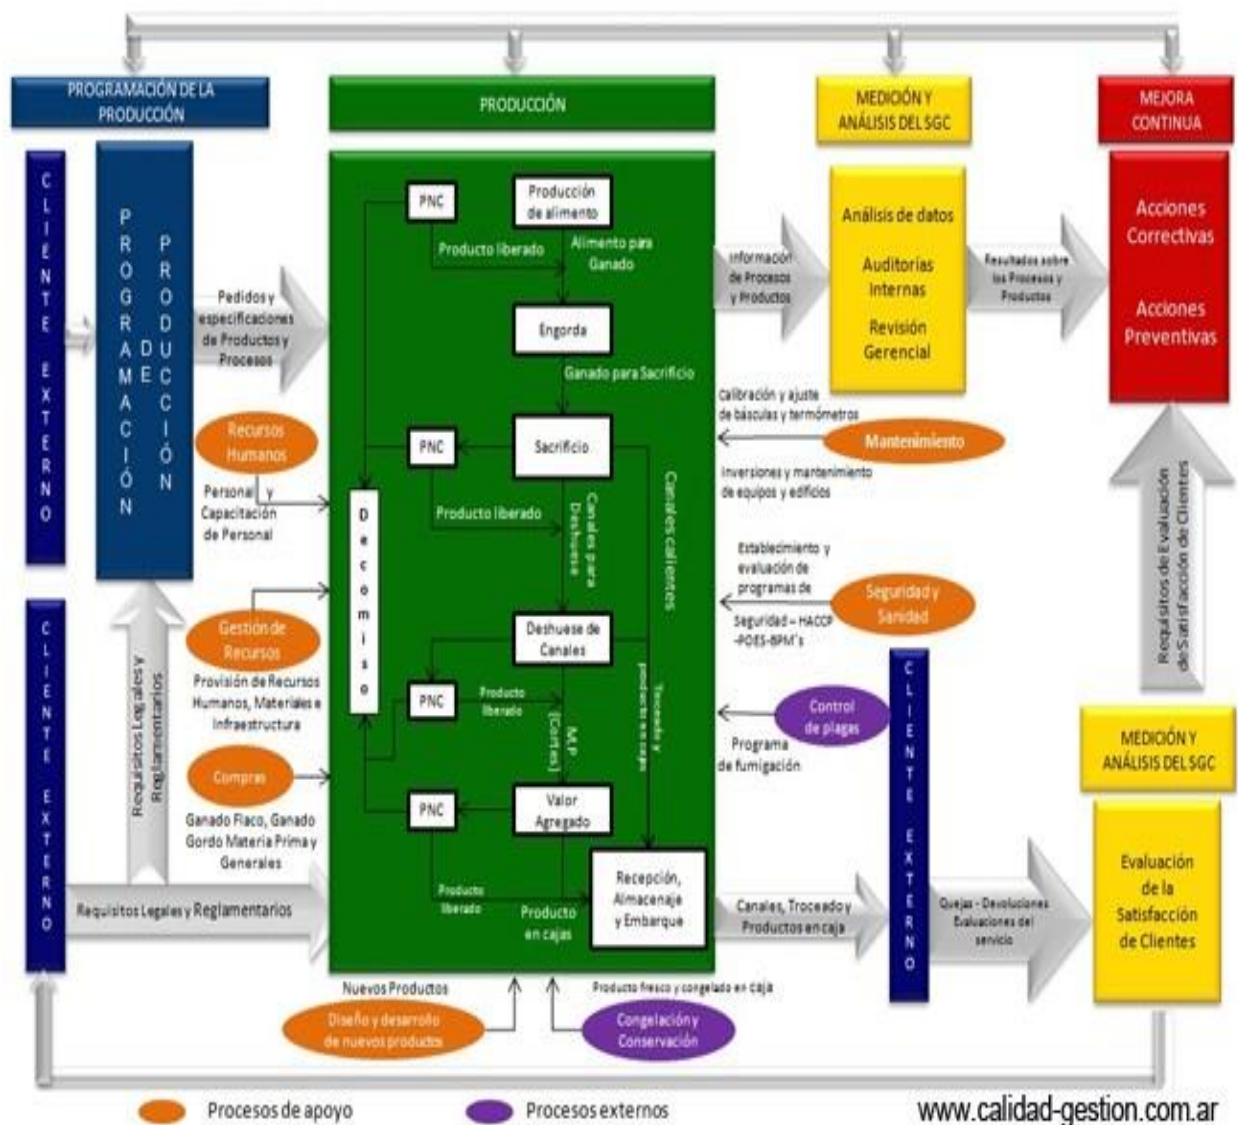 PROGRAMACIÓN DE LA
PRODUCCIÓN
PRODUCCIÓN
MEDICIÓN Y
ANÁLISIS DEL SGC
MEJORA
CONTINUA
CLIENTE EXTERNO
PROGRAMACIÓN
DE
PRODUCCIÓN
Pedidos y
especificaciones
de Productos y
Procesos
Recursos
Humanos
Personal y
Capacitación
de Personal
Gestión de
Recursos
Provisión de Recursos
Humanos, Materiales e
Infraestructura
Compras
Ganado Flaco, Ganado
Gordo Materia Prima y
Generales
CLIENTE EXTERNO
Requisitos Legales y
Reglamentarios
Requisitos Legales y Reglamentarios
PNC
Producción
de alimento
Producto liberado
Alimento para
Ganado
Engorda
Ganado para Sacrificio
PNC
Sacrificio
Decomiso
Producto liberado
Canales para
Deshuese
Canales calientes
Deshuese de
Canales
PNC
Producto
liberado
M.P
[Cortes]
Troceado y
productos en cajas
PNC
Valor
Agregado
Producto
liberado
Producto
en cajas
Recepción,
Almacenaje
y Embarque
Información
de Procesos
y Productos
Análisis de datos
Auditorías
Internas
Revisión
Gerencial
Resultados sobre
los Procesos y
Productos
Acciones
Correctivas
Acciones
Preventivas
Calibración y ajuste
de básculas y termómetros
Mantenimiento
Inversiones y mantenimiento
de equipos y edificios
Establecimiento y
evaluación de
programas de
Seguridad – HACCP
-POES-BPM´s
Seguridad y
Sanidad
Control
de plagas
Programa
de fumigación
CLIENTE EXTERNO
Canales, Troceado y
Productos en caja
Quejas - Devoluciones
Evaluaciones del
servicio
Requisitos de Evaluación
de Satisfacción de Clientes
MEDICIÓN Y
ANÁLISIS DEL SGC
Evaluación
de la
Satisfacción
de Clientes
Nuevos Productos
Diseño y desarrollo
de nuevos productos
Producto fresco y congelado en caja
Congelación y
Conservación
Procesos de apoyo
Procesos externos
www.calidad-gestion.com.ar